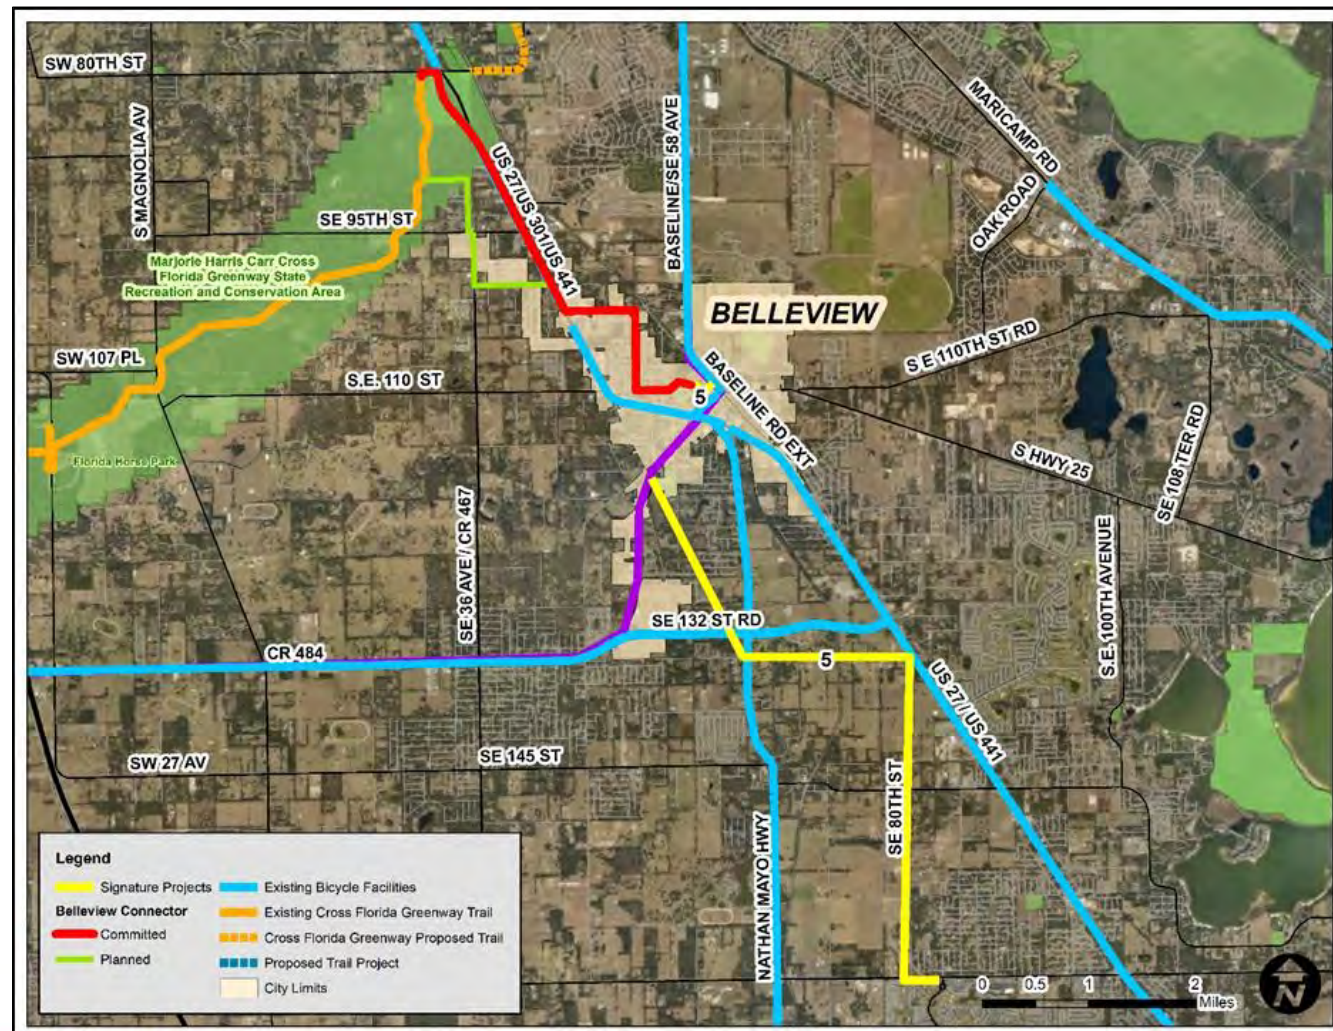 SW 80TH ST
S MAGNOLIA AV
US 27/US 301/US 441
BASELINE/SE 58 AVE
MARICAMP RD
OAK ROAD
SE 95TH ST
Marjorie Harris Carr Cross
Florida Greenway State
Recreation and Conservation Area
BELLEVIEW
SW 107 PL
S.E. 110 ST
5
BASELINE RD EXT
S E 110TH ST RD
Florida Horse Park
S HWY 25
SE 108 TER RD
SE 36 AVE / CR 467
S.E. 100TH AVENUE
SE 132 ST RD
CR 484
5
US 27 / US 441
SW 27 AV
SE 145 ST
SE 80TH ST
NATHAN MAYO HWY
Legend
Signature Projects
Belleview Connector
Committed
Planned
Existing Bicycle Facilities
Existing Cross Florida Greenway Trail
Cross Florida Greenway Proposed Trail
Proposed Trail Project
City Limits
0 0.5 1 2
Miles
N